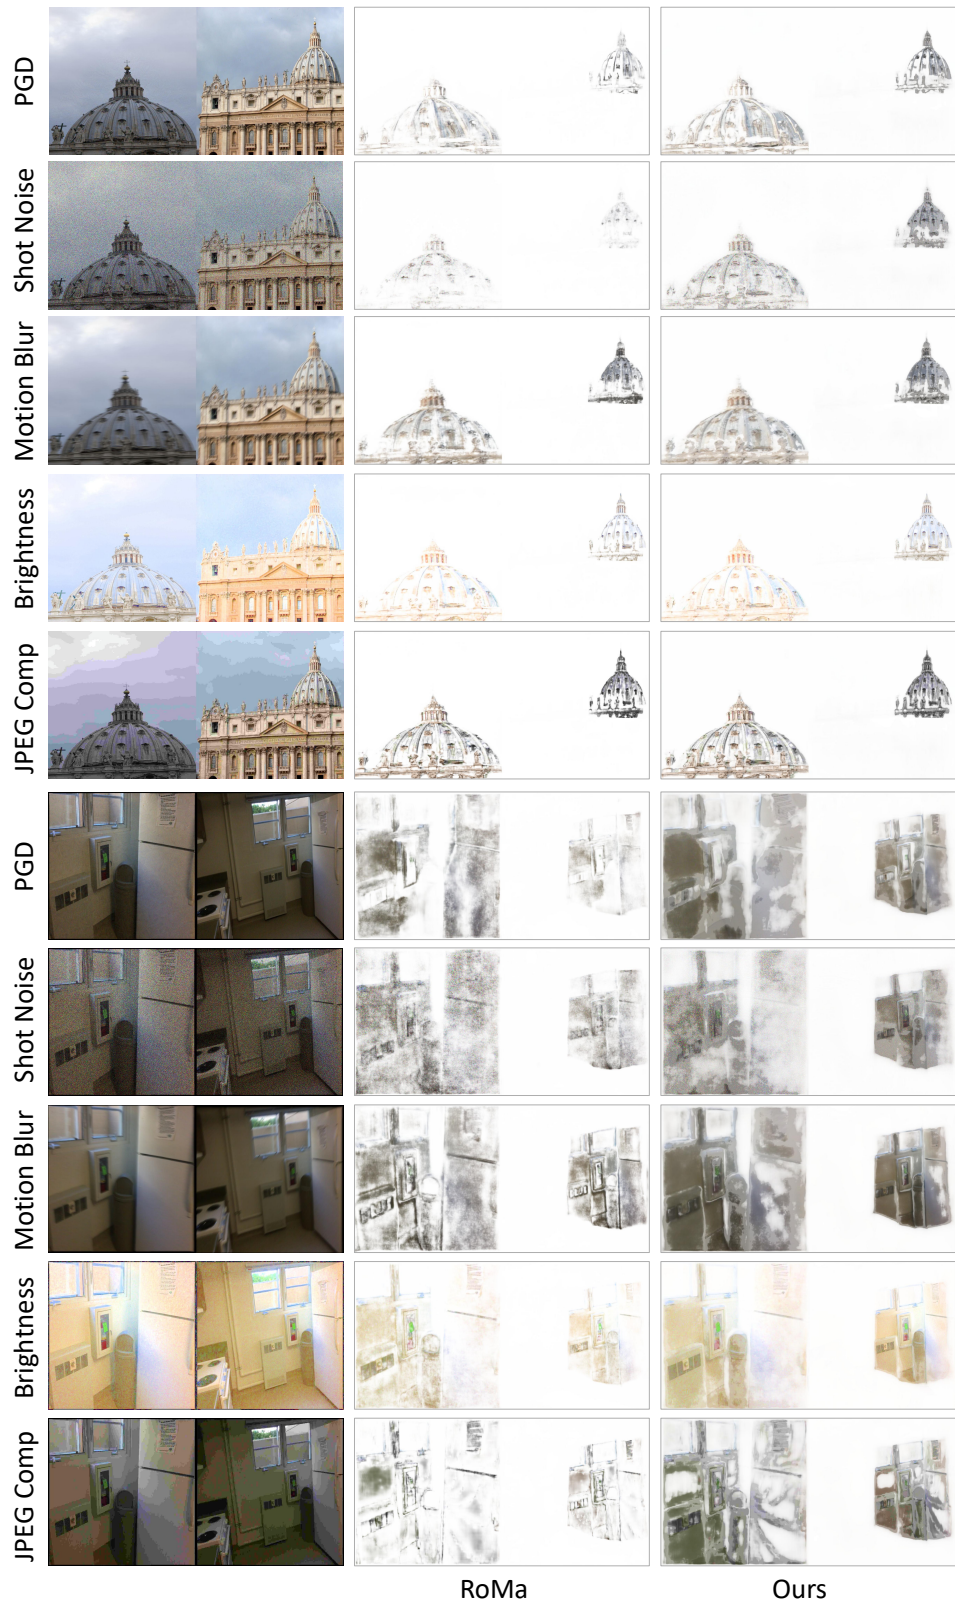 PGD
Shot Noise
Motion Blur
Brightness
JPEG Comp
PGD
Shot Noise
Motion Blur
Brightness
JPEG Comp
RoMa
Ours